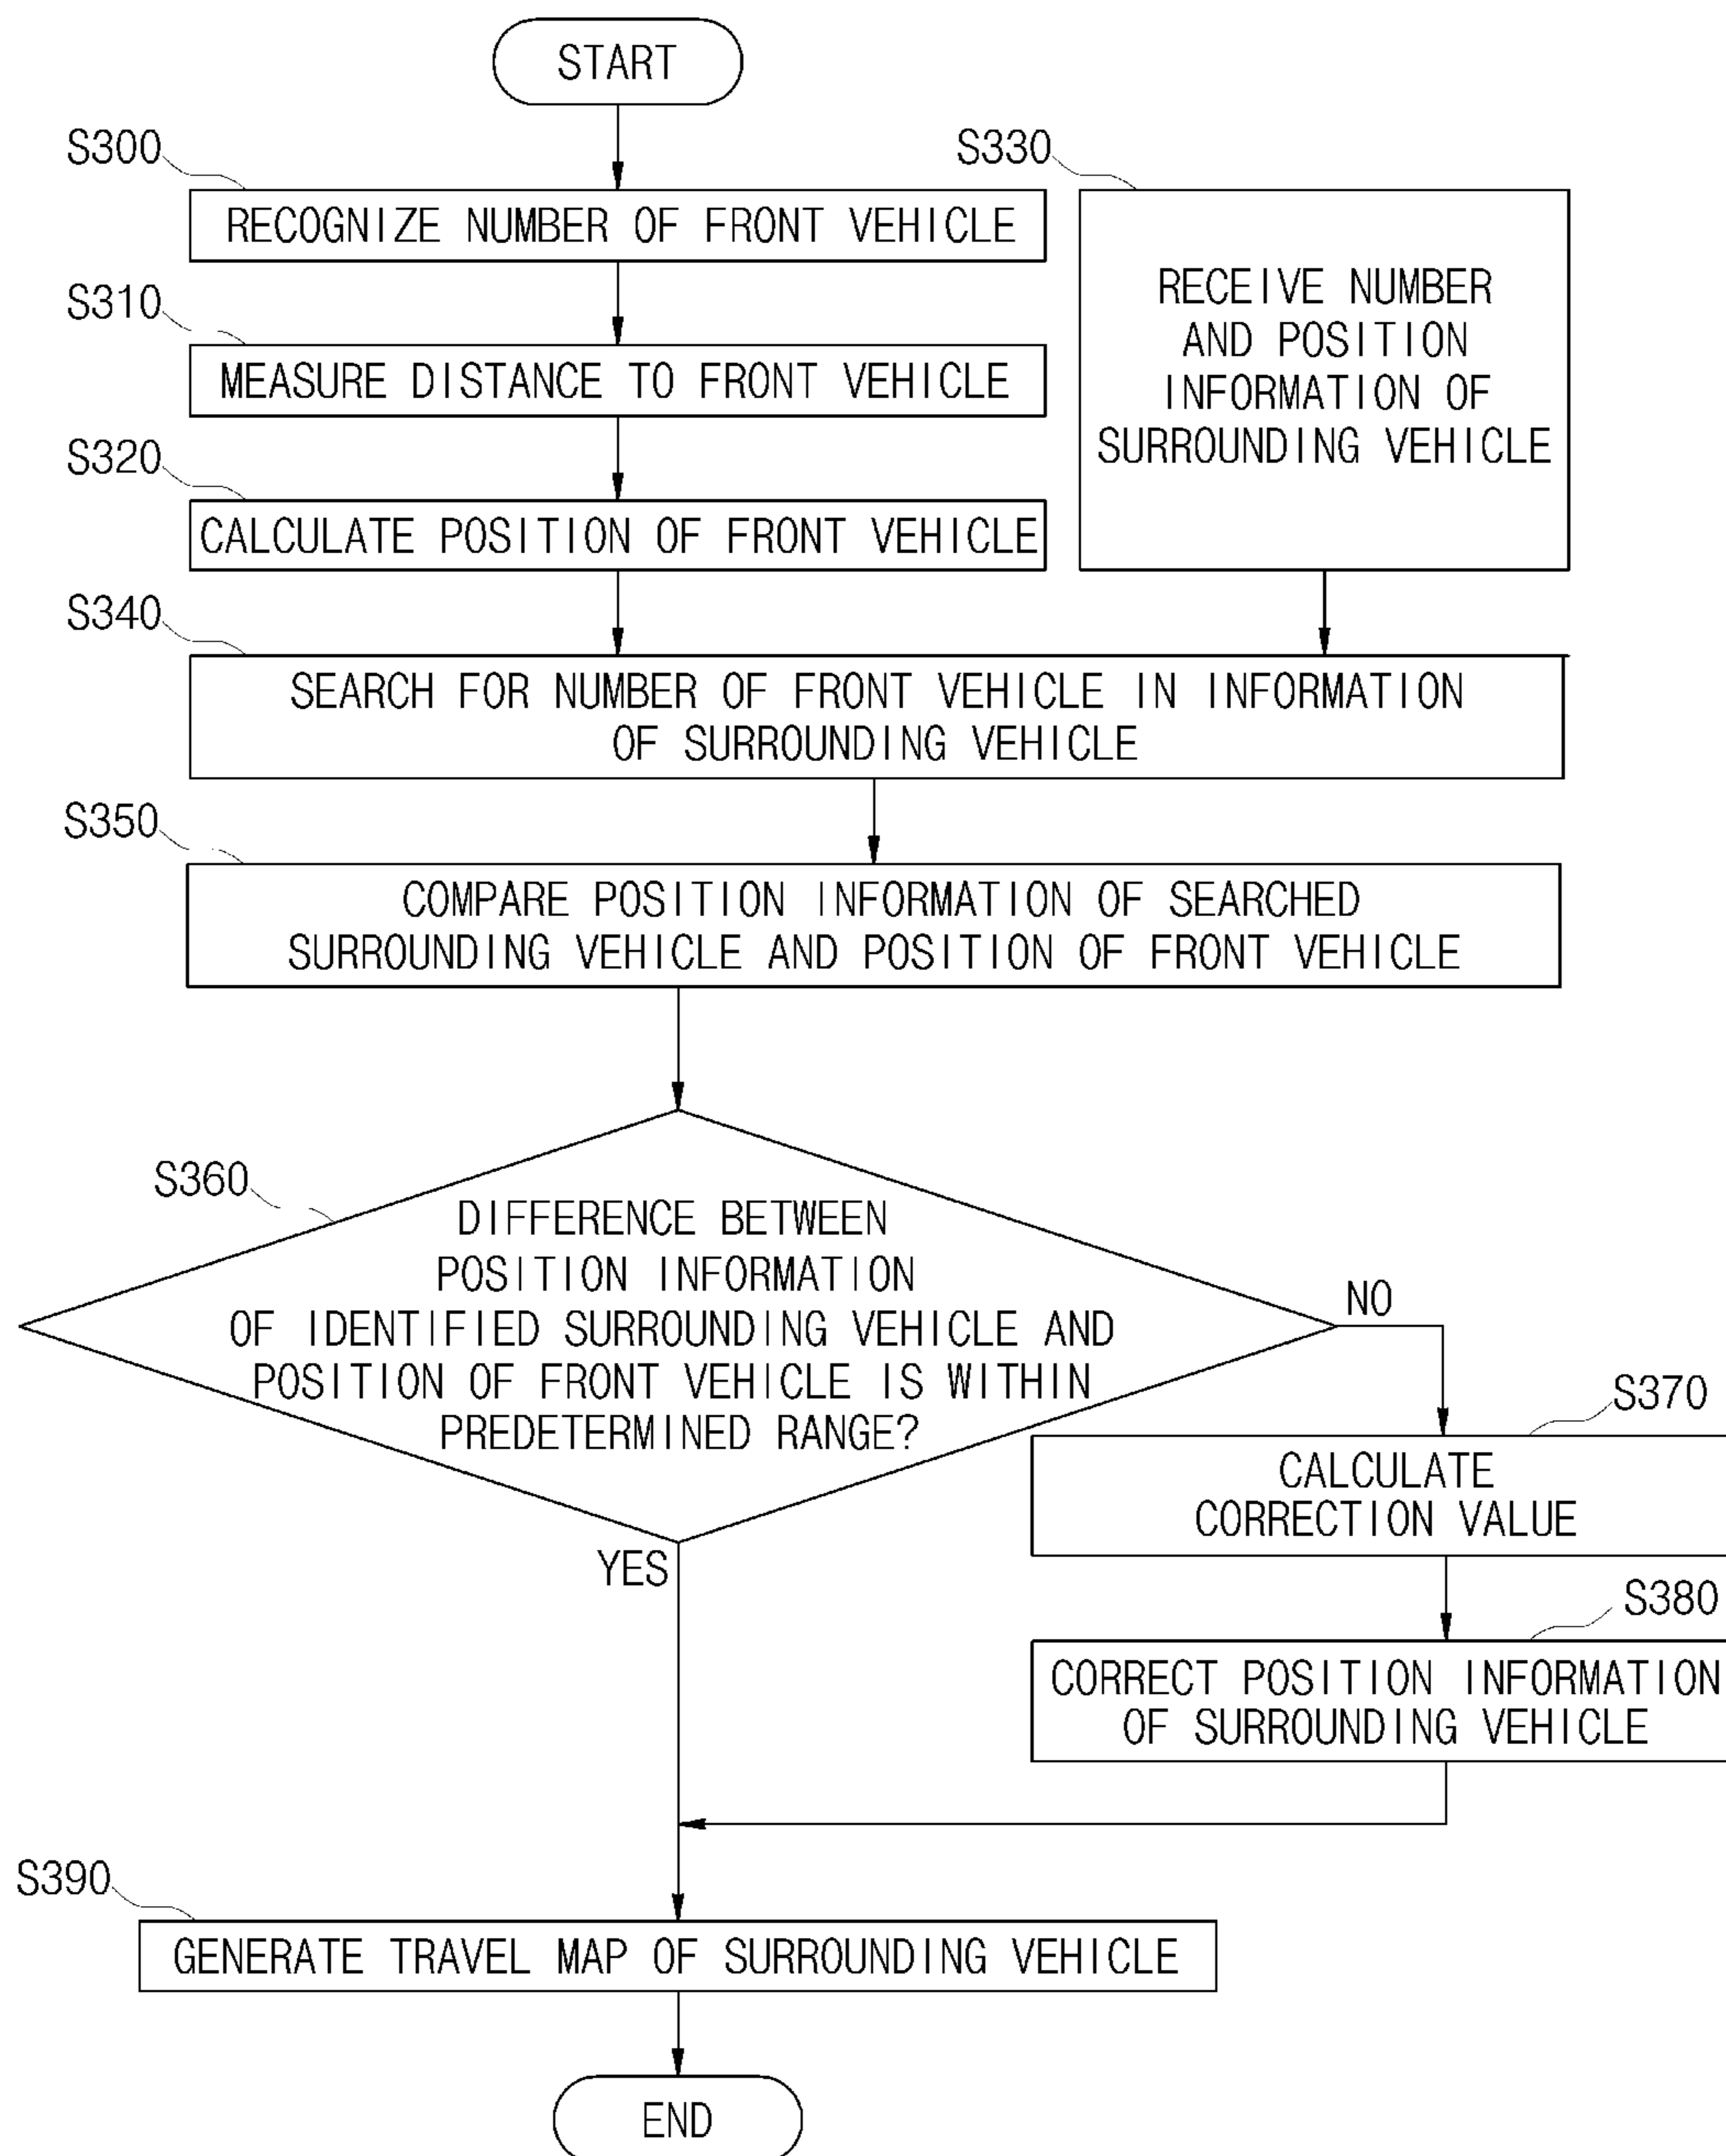 START
S300
RECOGNIZE NUMBER OF FRONT VEHICLE
S310
MEASURE DISTANCE TO FRONT VEHICLE
S320
CALCULATE POSITION OF FRONT VEHICLE
S330
RECEIVE NUMBER
AND POSITION
INFORMATION OF
SURROUNDING VEHICLE
S340
SEARCH FOR NUMBER OF FRONT VEHICLE IN INFORMATION
OF SURROUNDING VEHICLE
S350
COMPARE POSITION INFORMATION OF SEARCHED
SURROUNDING VEHICLE AND POSITION OF FRONT VEHICLE
S360
DIFFERENCE BETWEEN
POSITION INFORMATION
OF IDENTIFIED SURROUNDING VEHICLE AND
POSITION OF FRONT VEHICLE IS WITHIN
PREDETERMINED RANGE?
NO
S370
CALCULATE
CORRECTION VALUE
YES
S380
CORRECT POSITION INFORMATION
OF SURROUNDING VEHICLE
S390
GENERATE TRAVEL MAP OF SURROUNDING VEHICLE
END